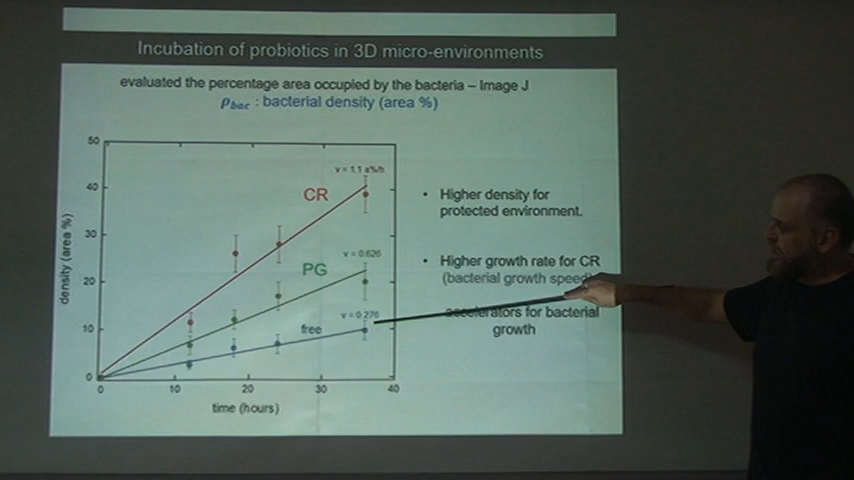 Incubation of probiotics in 3D micro-environments
evaluated the percentage area occupied by the bacteria – Image J
ρbac : bacterial density (area %)
50
40
30
20
10
0
density (area %)
0
10
20
30
40
time (hours)
v = 1.1 a%/h
CR
v = 0.626
PG
v = 0.276
free
• Higher density for
protected environment.
• Higher growth rate for CR
(bacterial growth speed)
accelerators for bacterial
growth